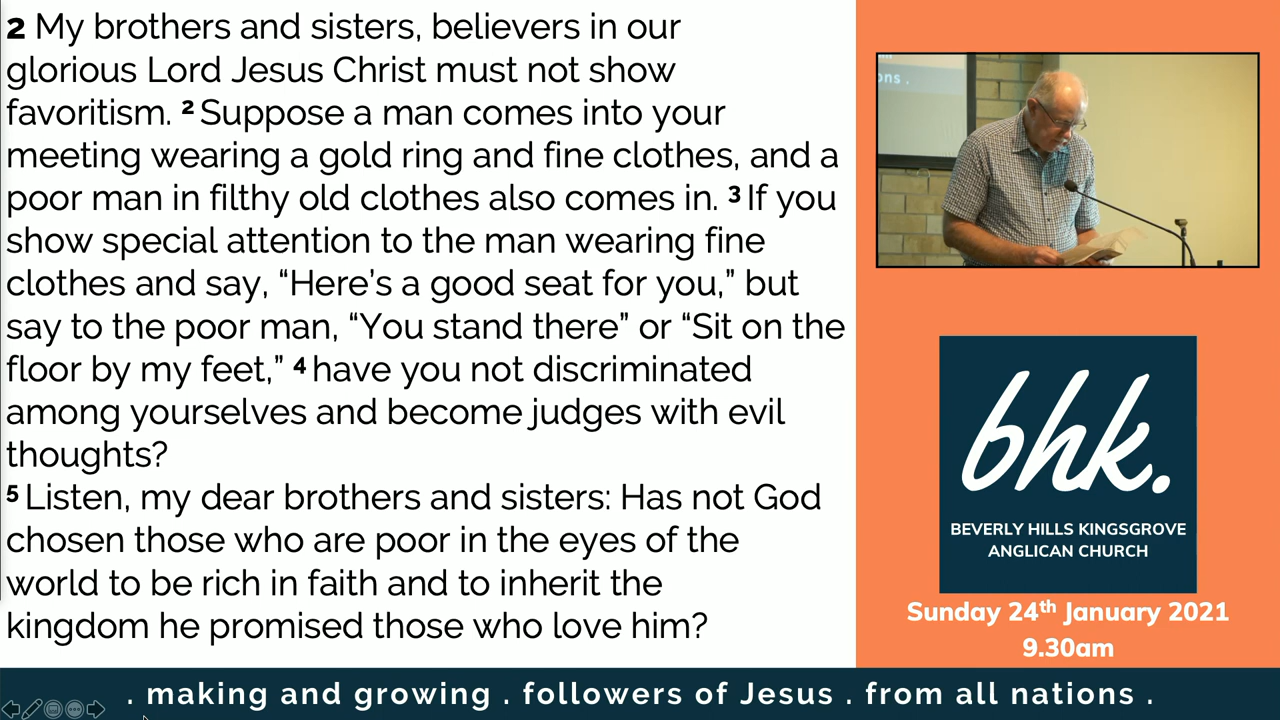 2 My brothers and sisters, believers in our
glorious Lord Jesus Christ must not show
favoritism. 2 Suppose a man comes into your
meeting wearing a gold ring and fine clothes, and a
poor man in filthy old clothes also comes in. 3 If you
show special attention to the man wearing fine
clothes and say, “Here’s a good seat for you,” but
say to the poor man, “You stand there” or “Sit on the
floor by my feet,” 4 have you not discriminated
among yourselves and become judges with evil
thoughts?
5 Listen, my dear brothers and sisters: Has not God
chosen those who are poor in the eyes of the
world to be rich in faith and to inherit the
kingdom he promised those who love him?
ons .
bhk.
BEVERLY HILLS KINGSGROVE
ANGLICAN CHURCH
Sunday 24th January 2021
9.30am
. making and growing . followers of Jesus . from all nations .